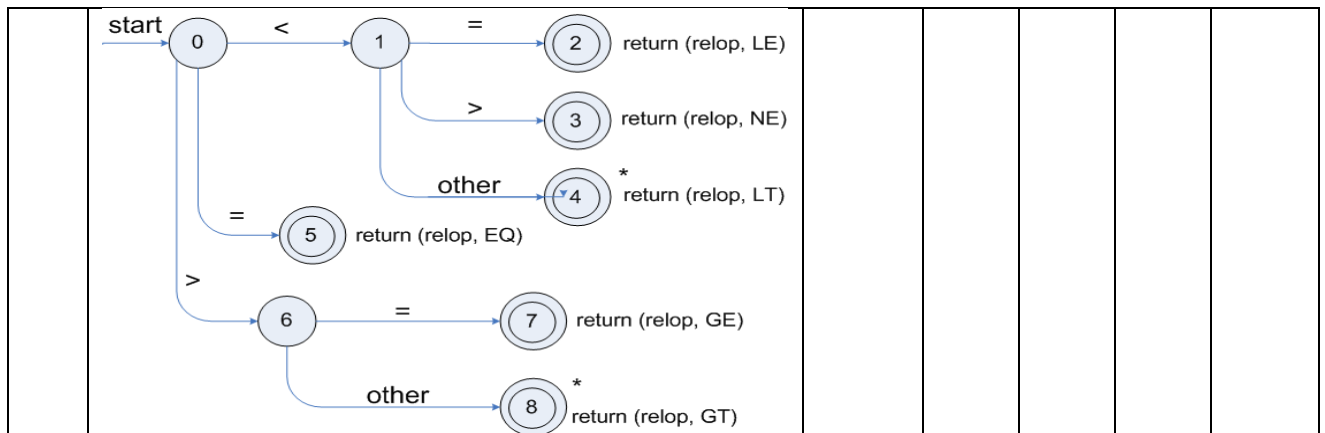 start
0
<
1
=
2
return (relop, LE)
>
3
return (relop, NE)
other
4
*
return (relop, LT)
=
5
return (relop, EQ)
>
6
=
7
return (relop, GE)
other
8
*
return (relop, GT)